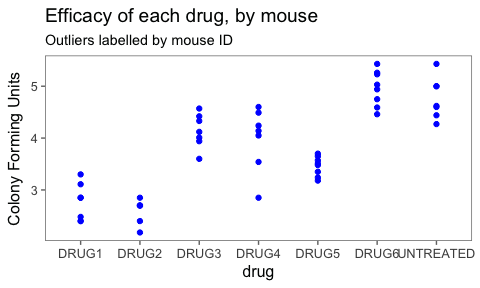 Efficacy of each drug, by mouse
Outliers labelled by mouse ID
Colony Forming Units
5
4
3
DRUG1 DRUG2 DRUG3 DRUG4 DRUG5 DRUG6 UNTREATED
drug